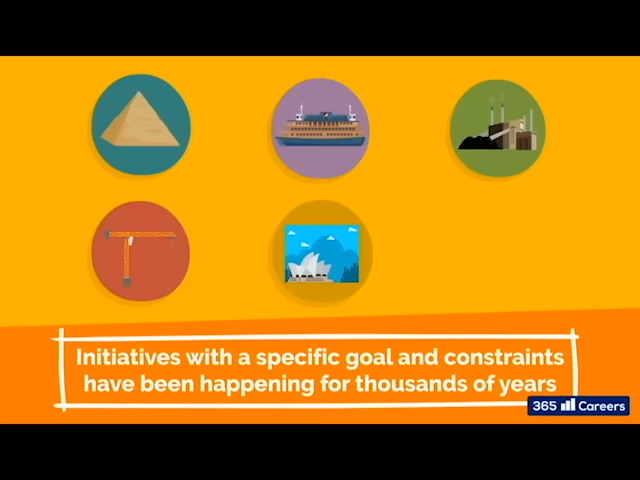 Initiatives with a specific goal and constraints
have been happening for thousands of years
365 Careers